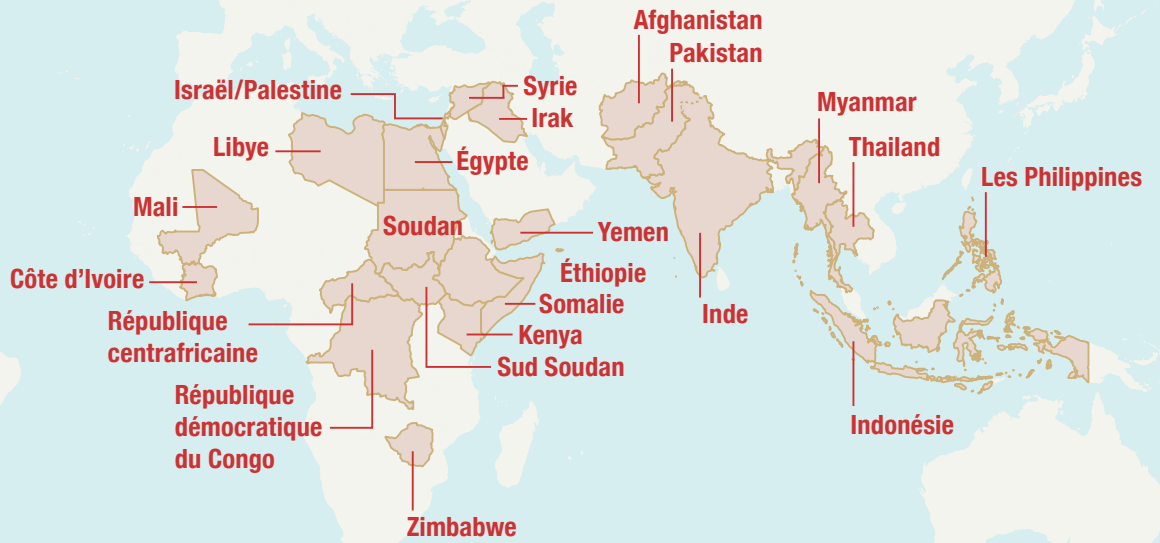 Afghanistan
Pakistan
Israël/Palestine
Syrie
Irak
Myanmar
Libye
Égypte
Thailand
Les Philippines
Mali
Soudan
Yemen
Côte d’Ivoire
Éthiopie
Somalie
Inde
République
centrafricaine
Kenya
Sud Soudan
République
démocratique
du Congo
Indonésie
Zimbabwe